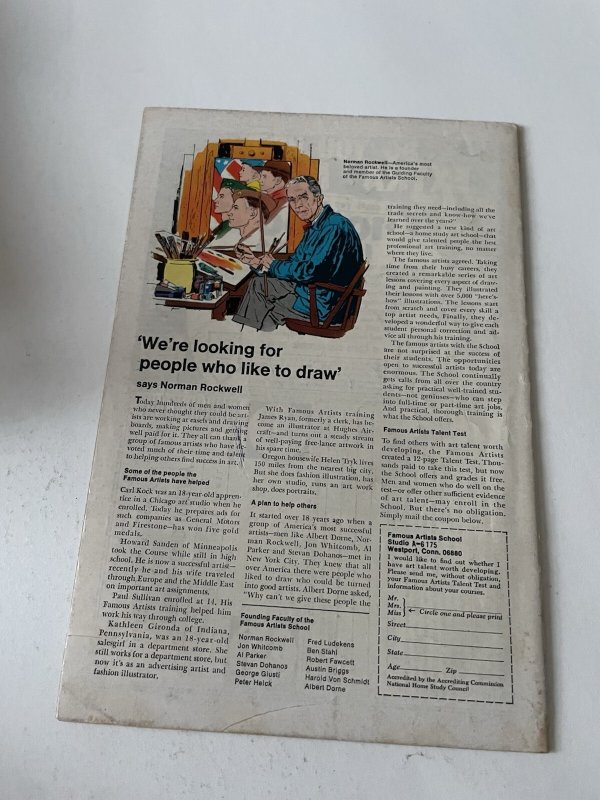 Norman Rockwell—America's most
beloved artist. He is a founder
and member of the Guiding Faculty
of the Famous Artists School.
'We're looking for
people who like to draw'
says Norman Rockwell
Today hundreds of men and women
who never thought they could be art-
ists are working at easels and drawing
boards, making pictures and getting
well paid for it. They all can thank a
group of famous artists who have de-
voted much of their time and talent
to helping others find success in art.
Some of the people the
Famous Artists have helped
Carl Kock was an 18-year-old appren-
tice in a Chicago art studio when he
enrolled. Today he prepares ads for
such companies as General Motors
and Firestone—has won five gold
medals.
Howard Sanden of Minneapolis
took the Course while still in high
school. He is now a successful artist—
recently he and his wife traveled
through Europe and the Middle East
on important art assignments.
Paul Sullivan enrolled at 14. His
Famous Artists training helped him
work his way through college.
Kathleen Gironda of Indiana,
Pennsylvania, was an 18-year-old
salesgirl in a department store. She
still works for a department store, but
now it's as an advertising artist and
fashion illustrator.
With Famous Artists training
James Ryan, formerly a clerk, has be-
come an illustrator at Hughes Air-
craft—and turns out a steady stream
of well-paying free-lance artwork in
his spare time.
Oregon housewife Helen Tryk lives
150 miles from the nearest big city.
But she does fashion illustration, has
her own studio, runs an art work
shop, does portraits.
A plan to help others
It started over 18 years ago when a
group of America's most successful
artists—men like Albert Dorne, Nor-
man Rockwell, Jon Whitcomb, Al
Parker and Stevan Dohanos—met in
New York City. They knew that all
over America there were people who
liked to draw who could be turned
into good artists. Albert Dorne asked,
"Why can't we give these people the
Founding Faculty of the
Famous Artists School
Norman Rockwell
Jon Whitcomb
Al Parker
Stevan Dohanos
George Giusti
Peter Helck
Fred Ludekens
Ben Stahl
Robert Fawcett
Austin Briggs
Harold Von Schmidt
Albert Dorne
training they need—including all the
trade secrets and know-how we've
learned over the years?"
He suggested a new kind of art
school—a home study art school—that
would give talented people the best
professional art training, no matter
where they live.
The famous artists agreed. Taking
time from their busy careers, they
created a remarkable series of art
lessons covering every aspect of draw-
ing and painting. They illustrated
their lessons with over 5,000 "here's-
how" illustrations. The lessons start
from scratch and cover every skill a
top artist needs. Finally, they de-
veloped a wonderful way to give each
student personal correction and ad-
vice all through his training.
The famous artists with the School
are not surprised at the success of
their students. The opportunities
open to successful artists today are
enormous. The School continually
gets calls from all over the country
asking for practical well-trained stu-
dents—not geniuses—who can step
into full-time or part-time art jobs.
And practical, thorough training is
what the School offers.
Famous Artists Talent Test
To find others with art talent worth
developing, the Famous Artists
created a 12-page Talent Test. Thou-
sands paid to take this test, but now
the School offers and grades it free.
Men and women who do well on the
test—or offer other sufficient evidence
of art talent—may enroll in the
School. But there's no obligation.
Simply mail the coupon below.
Famous Artists School
Studio A-6175
Westport, Conn. 06880
I would like to find out whether I
have art talent worth developing.
Please send me, without obligation,
your Famous Artists Talent Test and
information about your courses.
Mr.
Mrs.
Miss
← Circle one and please print
Street
City
State
Age Zip
Accredited by the Accrediting Commission
National Home Study Council